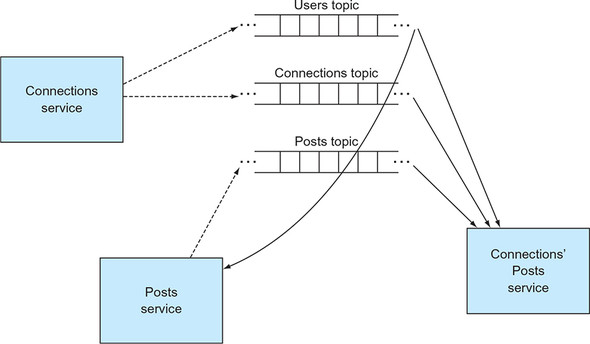 Users topic
Connections topic
Posts topic
Connections
service
Posts
service
Connections’
Posts
service